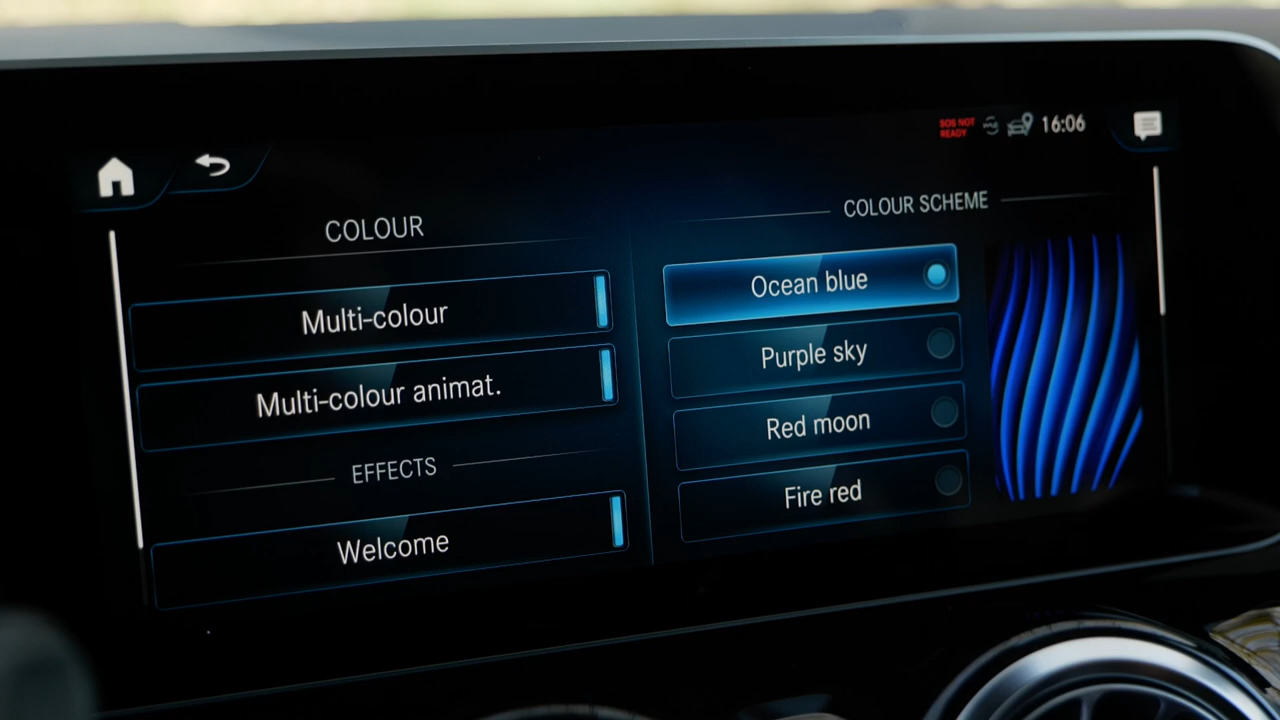 SOS NOT
READY
16:06
COLOUR
Multi-colour
Multi-colour animat.
EFFECTS
Welcome
COLOUR SCHEME
Ocean blue
Purple sky
Red moon
Fire red